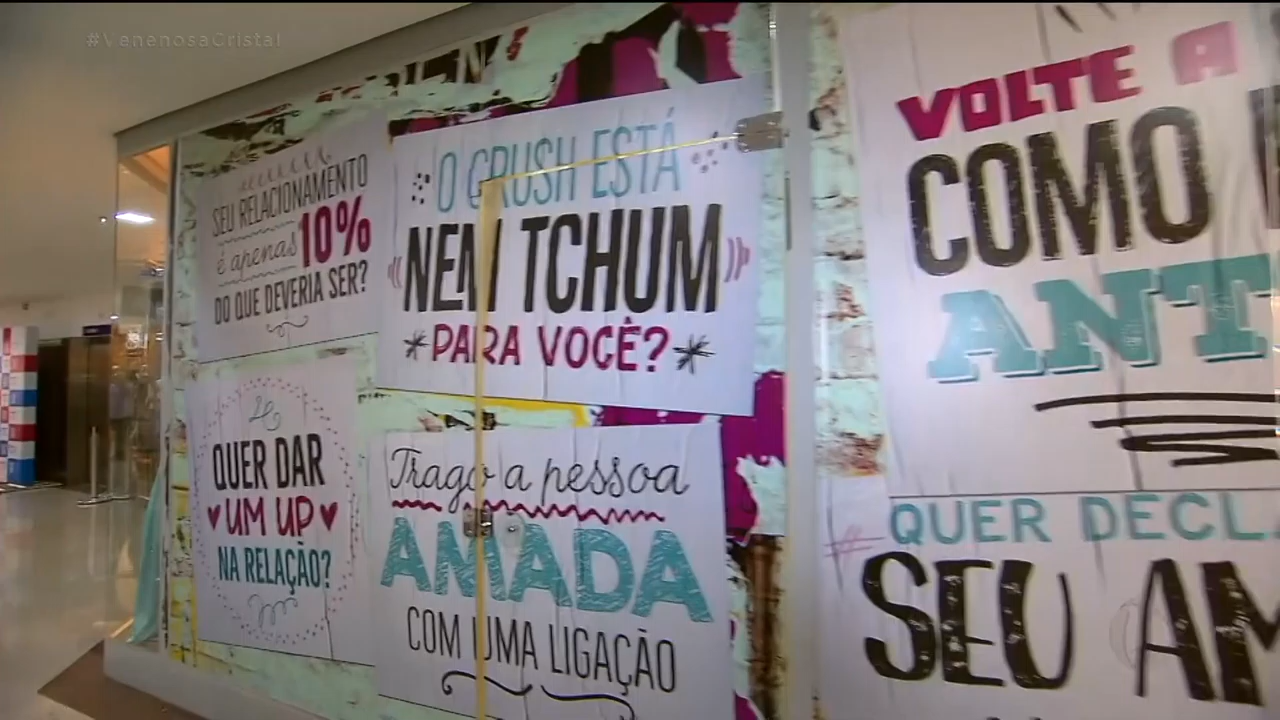 #VenenosaCristal
SEU RELACIONAMENTO
é apenas 10%
DO QUE DEVERIA SER?
O CRUSH ESTÁ
NEM TCHUM
PARA VOCÊ?
QUER DAR
UM UP
NA RELAÇÃO?
Trago a pessoa
AMADA
COM UMA LIGAÇÃO
VOLTE A
COMO
ANT
QUER DECL
SEU AM